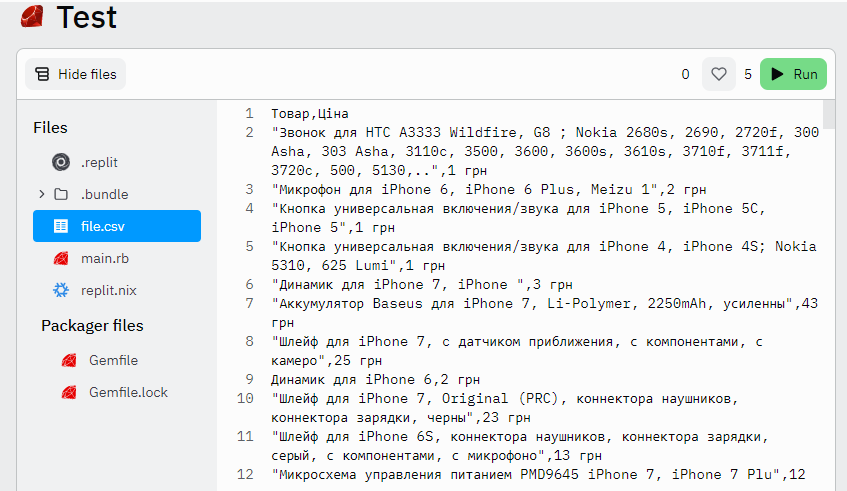 Test
Hide files
0
5
Run
Files
.replit
.bundle
file.csv
main.rb
replit.nix
Packager files
Gemfile
Gemfile.lock
1 Товар,Ціна
2 "Звонок для HTC A3333 Wildfire, G8 ; Nokia 2680s, 2690, 2720f, 300
Asha, 303 Asha, 3110c, 3500, 3600, 3600s, 3610s, 3710f, 3711f,
3720c, 500, 5130,..",1 грн
3 "Микрофон для iPhone 6, iPhone 6 Plus, Meizu 1",2 грн
4 "Кнопка универсальная включения/звука для iPhone 5, iPhone 5C,
iPhone 5",1 грн
5 "Кнопка универсальная включения/звука для iPhone 4, iPhone 4S; Nokia
5310, 625 Lumi",1 грн
6 "Динамик для iPhone 7, iPhone ",3 грн
7 "Аккумулятор Baseus для iPhone 7, Li-Polymer, 2250mAh, усиленны",43
грн
8 "Шлейф для iPhone 7, с датчиком приближения, с компонентами, с
камеро",25 грн
9 Динамик для iPhone 6,2 грн
10 "Шлейф для iPhone 7, Original (PRC), коннектора наушников,
коннектора зарядки, черны",23 грн
11 "Шлейф для iPhone 6S, коннектора наушников, коннектора зарядки,
серый, с компонентами, с микрофоно",13 грн
12 "Микросхема управления питанием PMD9645 iPhone 7, iPhone 7 Plu",12